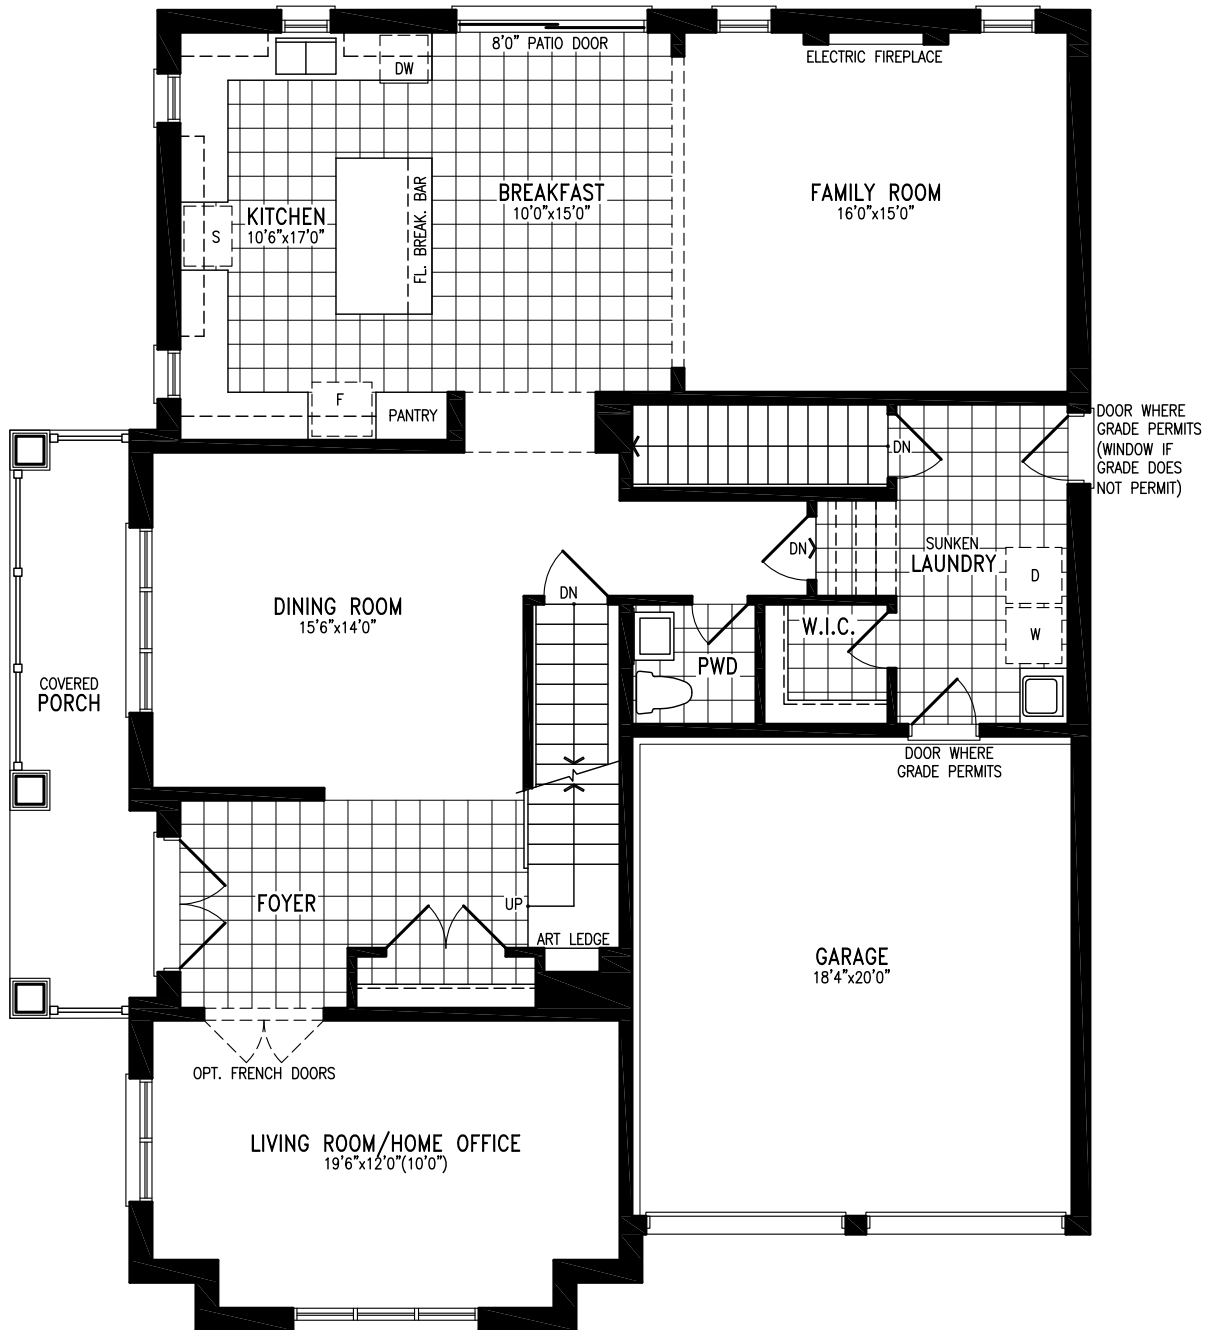 8'0" PATIO DOOR
ELECTRIC FIREPLACE
DW
BREAKFAST
10'0"x15'0"
FAMILY ROOM
16'0"x15'0"
KITCHEN
10'6"x17'0"
S
FL. BREAK. BAR
F
PANTRY
DN
DOOR WHERE
GRADE PERMITS
(WINDOW IF
GRADE DOES
NOT PERMIT)
DN
SUNKEN
LAUNDRY
D
W
DN
DINING ROOM
15'6"x14'0"
W.I.C.
PWD
COVERED
PORCH
DOOR WHERE
GRADE PERMITS
FOYER
UP
ART LEDGE
GARAGE
18'4"x20'0"
OPT. FRENCH DOORS
LIVING ROOM/HOME OFFICE
19'6"x12'0"(10'0")